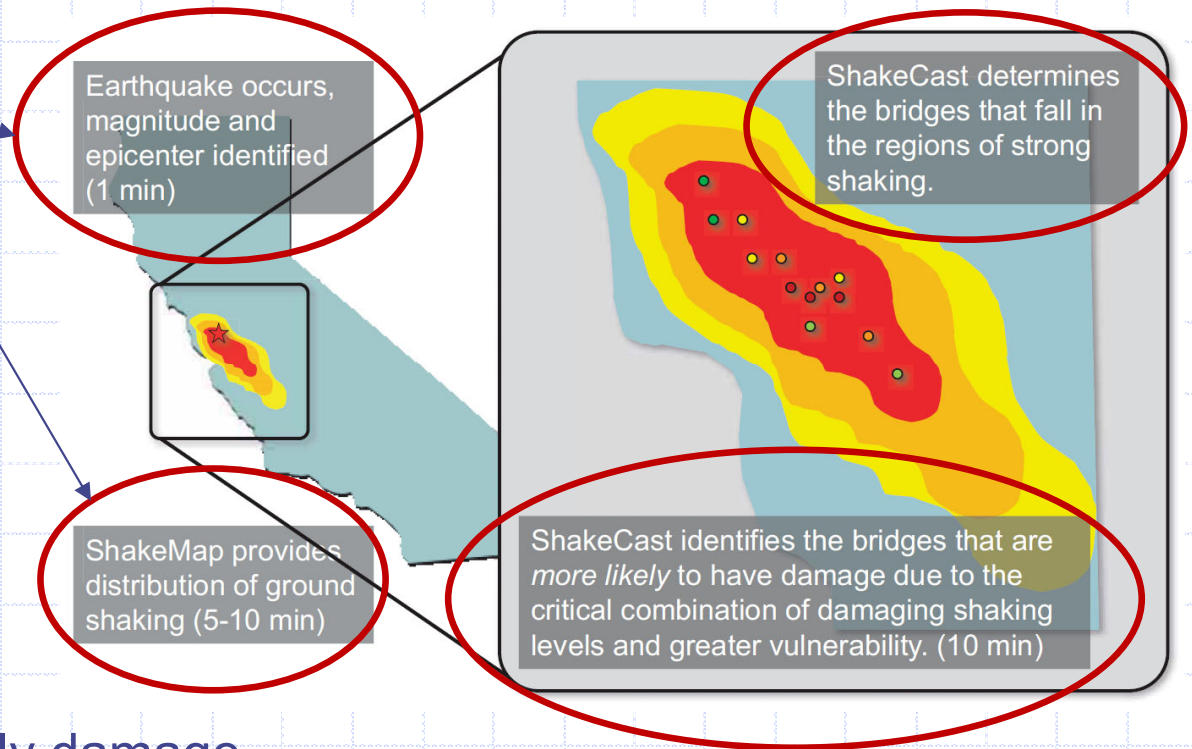 Earthquake occurs,
magnitude and
epicenter identified
(1 min)
ShakeCast determines
the bridges that fall in
the regions of strong
shaking.
ShakeMap provides
distribution of ground
shaking (5-10 min)
ShakeCast identifies the bridges that are
more likely to have damage due to the
critical combination of damaging shaking
levels and greater vulnerability. (10 min)
damage